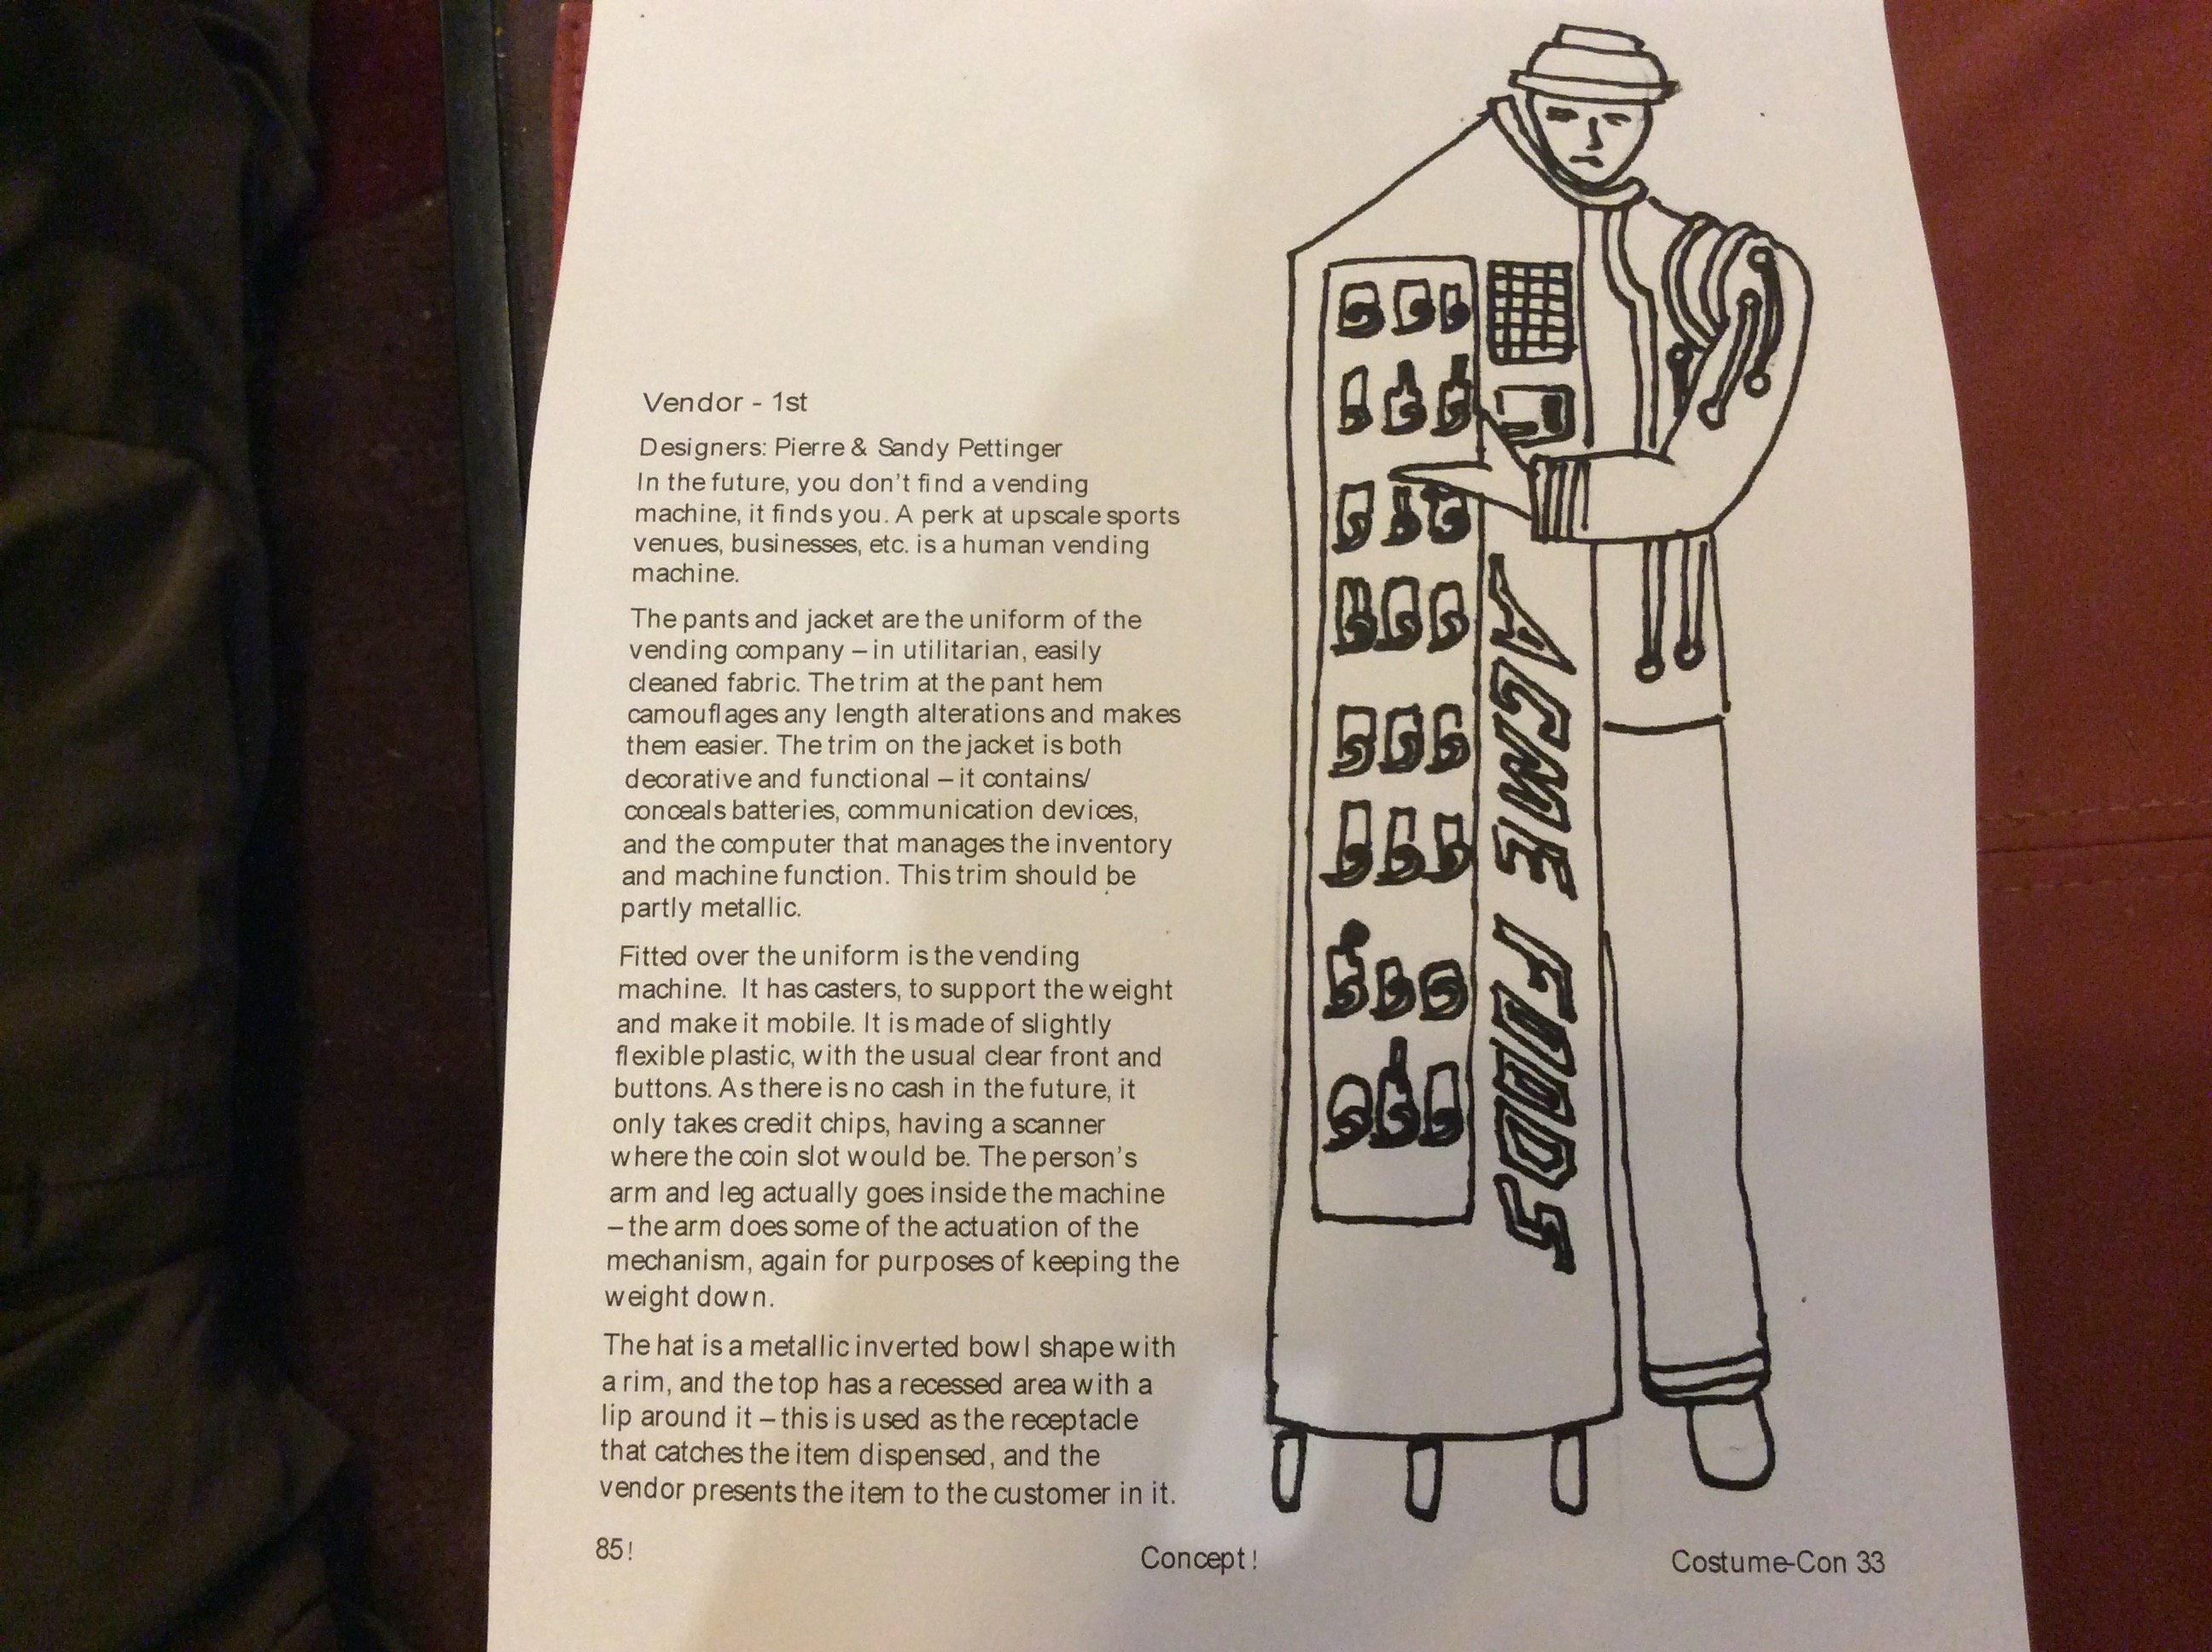 Vendor - 1st
Designers: Pierre & Sandy Pettinger
In the future, you don't find a vending
machine, it finds you. A perk at upscale sports
venues, businesses, etc. is a human vending
machine.
The pants and jacket are the uniform of the
vending company – in utilitarian, easily
cleaned fabric. The trim at the pant hem
camouflages any length alterations and makes
them easier. The trim on the jacket is both
decorative and functional – it contains/
conceals batteries, communication devices,
and the computer that manages the inventory
and machine function. This trim should be
partly metallic.
Fitted over the uniform is the vending
machine. It has casters, to support the weight
and make it mobile. It is made of slightly
flexible plastic, with the usual clear front and
buttons. As there is no cash in the future, it
only takes credit chips, having a scanner
where the coin slot would be. The person's
arm and leg actually goes inside the machine
– the arm does some of the actuation of the
mechanism, again for purposes of keeping the
weight down.
The hat is a metallic inverted bowl shape with
a rim, and the top has a recessed area with a
lip around it – this is used as the receptacle
that catches the item dispensed, and the
vendor presents the item to the customer in it.
ACME FOODS
85!
Concept!
Costume-Con 33